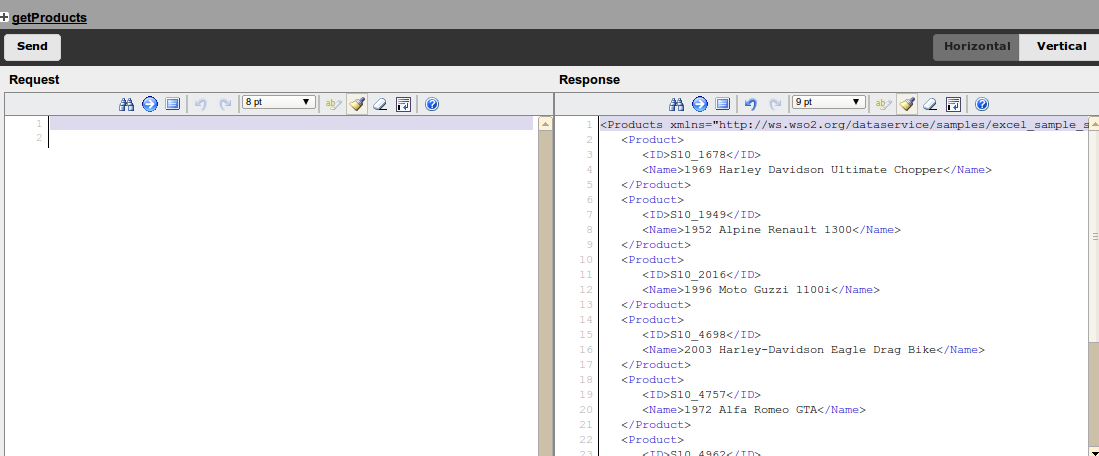 getProducts
Send
Horizontal
Vertical
Request
Response
8 pt
9 pt
1
2
1 <Products xmlns="http://ws.wso2.org/dataservice/samples/excel_sample_s
2 <Product>
3 <ID>S10_1678</ID>
4 <Name>1969 Harley Davidson Ultimate Chopper</Name>
5 </Product>
6 <Product>
7 <ID>S10_1949</ID>
8 <Name>1952 Alpine Renault 1300</Name>
9 </Product>
10 <Product>
11 <ID>S10_2016</ID>
12 <Name>1996 Moto Guzzi 1100i</Name>
13 </Product>
14 <Product>
15 <ID>S10_4698</ID>
16 <Name>2003 Harley-Davidson Eagle Drag Bike</Name>
17 </Product>
18 <Product>
19 <ID>S10_4757</ID>
20 <Name>1972 Alfa Romeo GTA</Name>
21 </Product>
22 <Product>
23 <ID>S10_4962</ID>